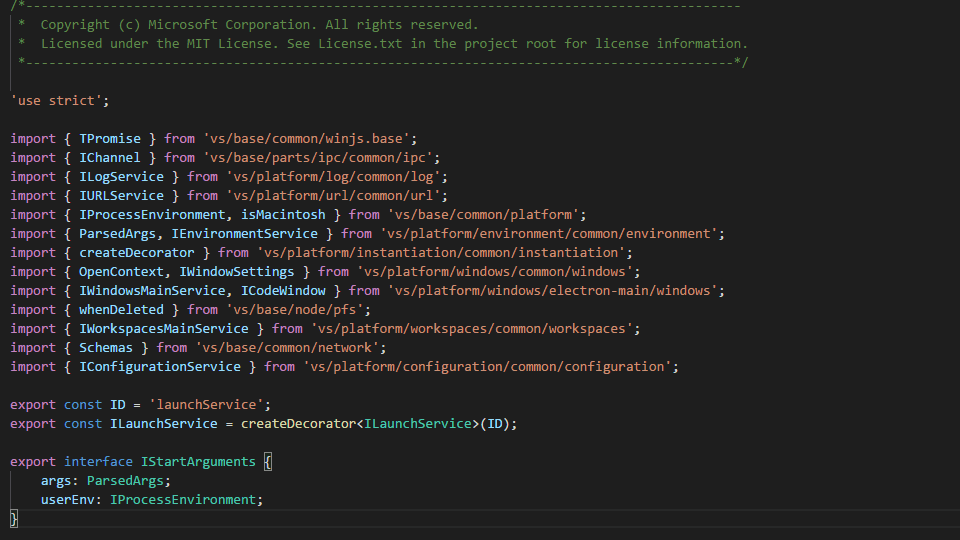 /*---------------------------------------------------------------------------------------------
 *  Copyright (c) Microsoft Corporation. All rights reserved.
 *  Licensed under the MIT License. See License.txt in the project root for license information.
 *--------------------------------------------------------------------------------------------*/
'use strict';
import { TPromise } from 'vs/base/common/winjs.base';
import { IChannel } from 'vs/base/parts/ipc/common/ipc';
import { ILogService } from 'vs/platform/log/common/log';
import { IURLService } from 'vs/platform/url/common/url';
import { IProcessEnvironment, isMacintosh } from 'vs/base/common/platform';
import { ParsedArgs, IEnvironmentService } from 'vs/platform/environment/common/environment';
import { createDecorator } from 'vs/platform/instantiation/common/instantiation';
import { OpenContext, IWindowSettings } from 'vs/platform/windows/common/windows';
import { IWindowsMainService, ICodeWindow } from 'vs/platform/windows/electron-main/windows';
import { whenDeleted } from 'vs/base/node/pfs';
import { IWorkspacesMainService } from 'vs/platform/workspaces/common/workspaces';
import { Schemas } from 'vs/base/common/network';
import { IConfigurationService } from 'vs/platform/configuration/common/configuration';
export const ID = 'launchService';
export const ILaunchService = createDecorator<ILaunchService>(ID);
export interface IStartArguments {
    args: ParsedArgs;
    userEnv: IProcessEnvironment;
}